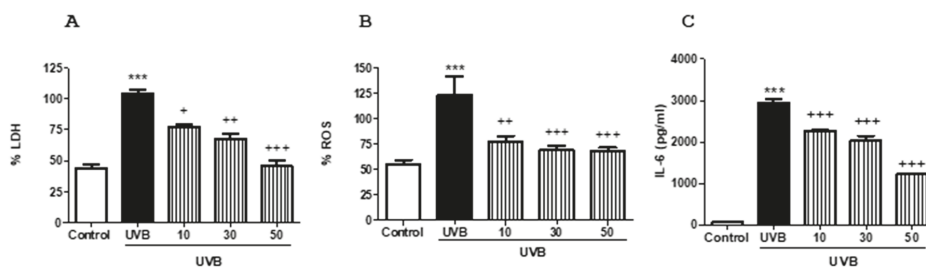 A
B
C
% LDH
125
100
75
50
25
0
***
+
++
+++
Control
UVB
10
30
50
UVB
% ROS
175
150
125
100
75
50
25
0
***
++
+++
+++
Control
UVB
10
30
50
UVB
IL-6 (pg/ml)
4000
3000
2000
1000
0
***
+++
+++
+++
Control
UVB
10
30
50
UVB